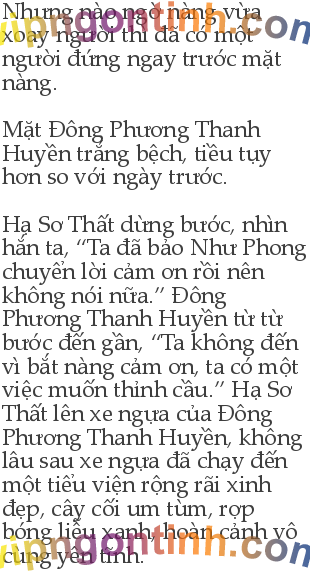 Nhưng nào ngờ nàng vừa
xoay người thì đã có một
người đứng ngay trước mặt
nàng.
Mặt Đông Phương Thanh
Huyền trắng bệch, tiều tụy
hơn so với ngày trước.
Hạ Sơ Thất dừng bước, nhìn
hắn ta, “Ta đã bảo Như Phong
chuyển lời cảm ơn rồi nên
không nói nữa.” Đông
Phương Thanh Huyền từ từ
bước đến gần, “Ta không đến
vì bắt nàng cảm ơn, ta có một
việc muốn thỉnh cầu.” Hạ Sơ
Thất lên xe ngựa của Đông
Phương Thanh Huyền, không
lâu sau xe ngựa đã chạy đến
một tiểu viện rộng rãi xinh
đẹp, cây cối um tùm, rợp
bóng liễu xanh, hoàn cảnh vô
cùng yên tĩnh.
vipngontinh.com
vipngontinh.com